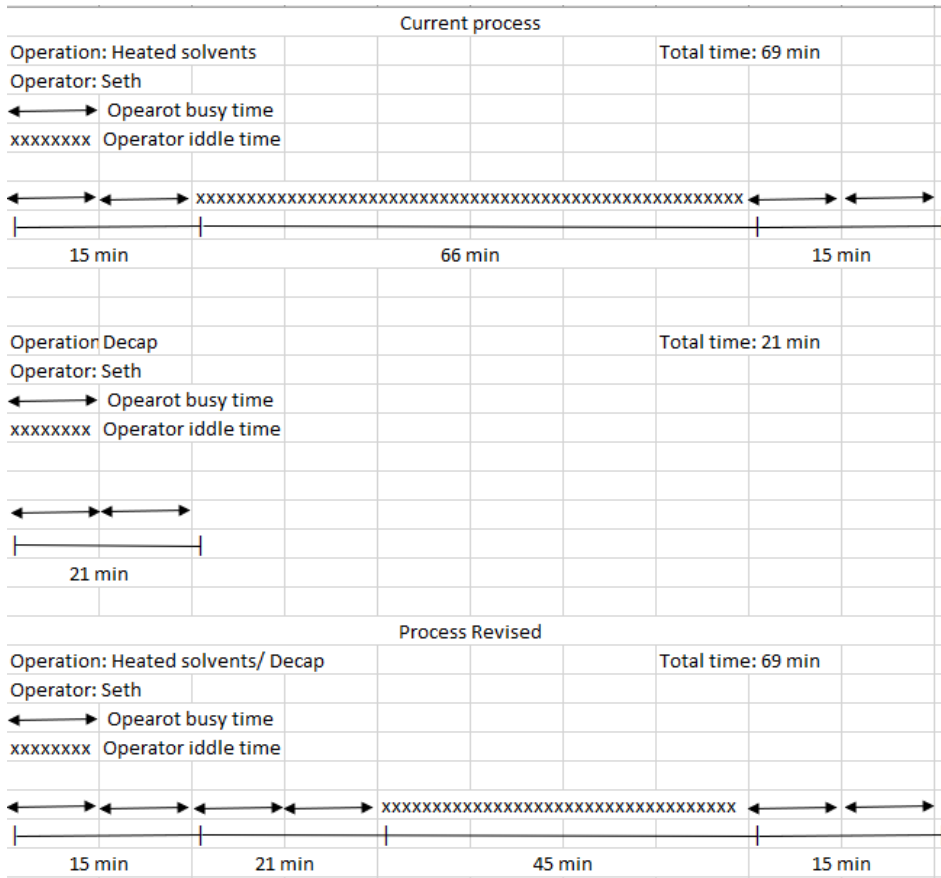 Current process
Operation: Heated solvents Total time: 69 min
Operator: Seth
Opearot busy time
xxxxxxxx Operator iddle time
xxxxxxxxxxxxxxxxxxxxxxxxxxxxxxxxxxxxxxxxxxxxxxxxxxxxxx
15 min 66 min 15 min
Operation Decap Total time: 21 min
Operator: Seth
Opearot busy time
xxxxxxxx Operator iddle time
21 min
Process Revised
Operation: Heated solvents/ Decap Total time: 69 min
Operator: Seth
Opearot busy time
xxxxxxxx Operator iddle time
xxxxxxxxxxxxxxxxxxxxxxxxxxxxxxxxxxx
15 min 21 min 45 min 15 min